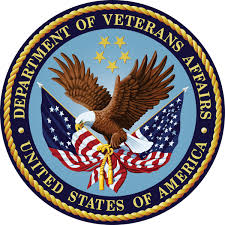 DEPARTMENT OF VETERANS AFFAIRS
UNITED STATES OF AMERICA